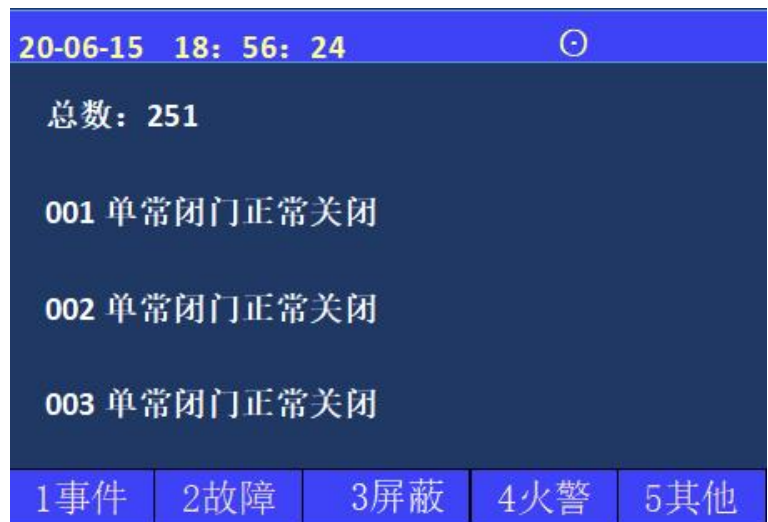 20-06-15 18：56：24
总数：251
001 单常闭门正常关闭
002 单常闭门正常关闭
003 单常闭门正常关闭
1事件 2故障 3屏蔽 4火警 5其他